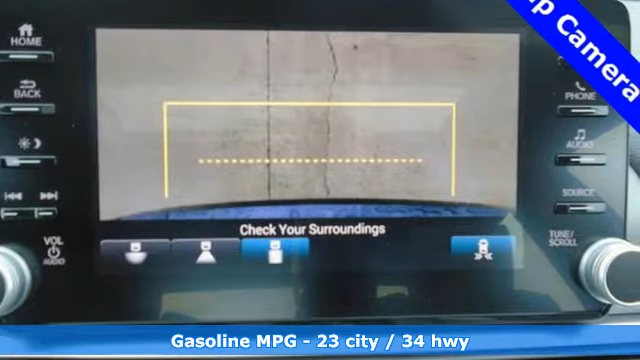 p Camera
HOME
BACK
VOL
AUDIO
PHONE
AUDIO
SOURCE
TUNE/
SCROLL
Check Your Surroundings
Gasoline MPG - 23 city / 34 hwy